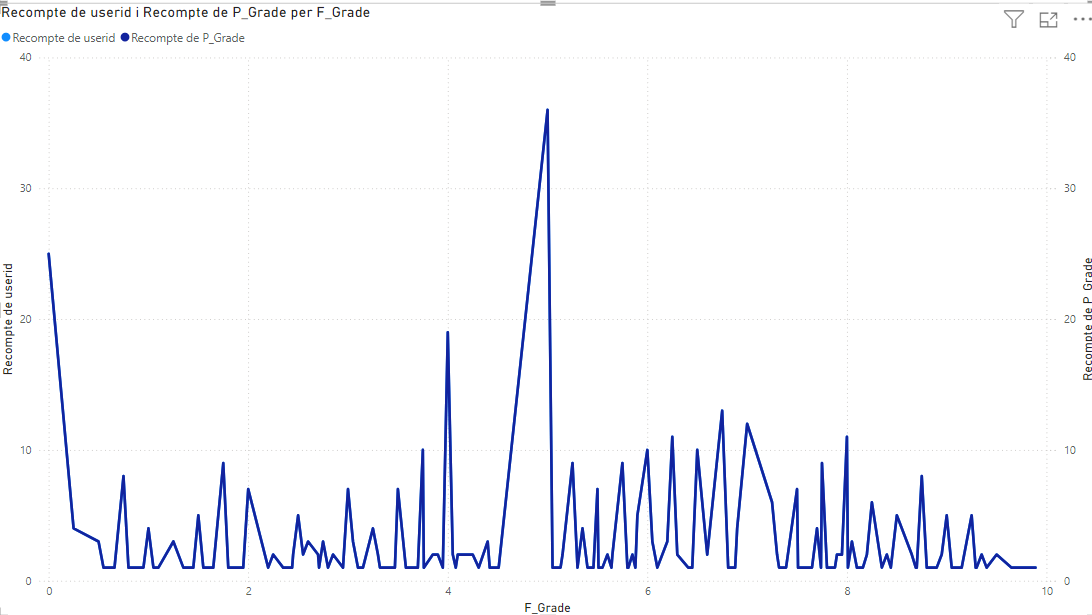 Recompte de userid i Recompte de P_Grade per F_Grade
Recompte de userid Recompte de P_Grade
40 40
30 30
20 20
10 10
0 0
Recompte de userid
Recompte de P_Grade
0 2 4 6 8 10
F_Grade